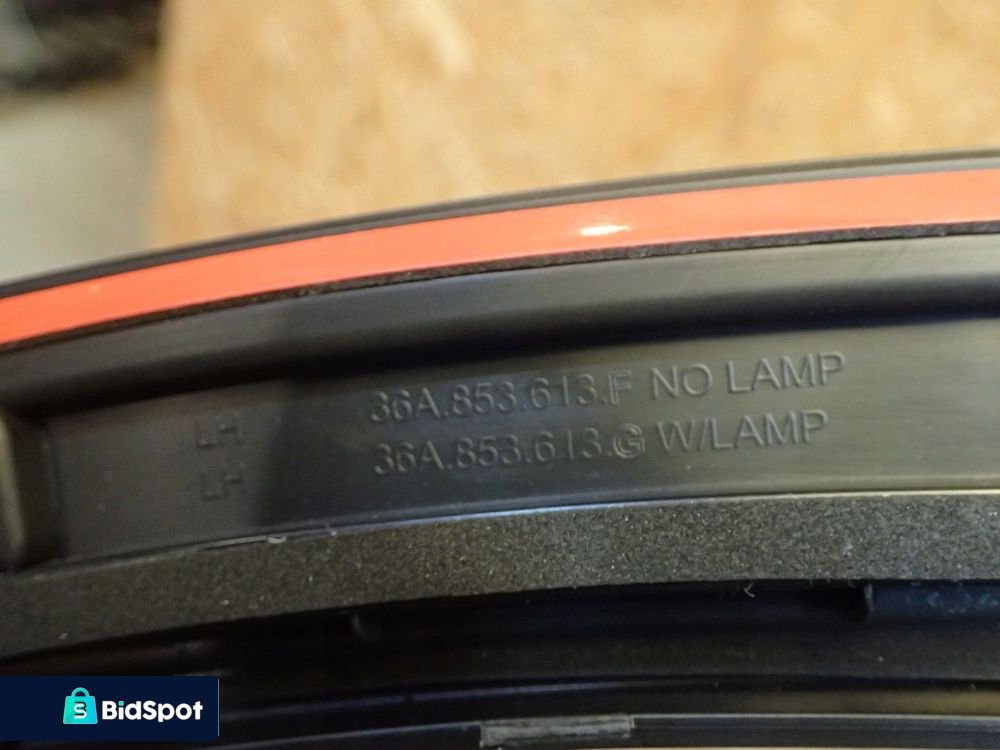 LH 36A.853.613.F NO LAMP
LH 36A.853.613.G W/LAMP
BidSpot